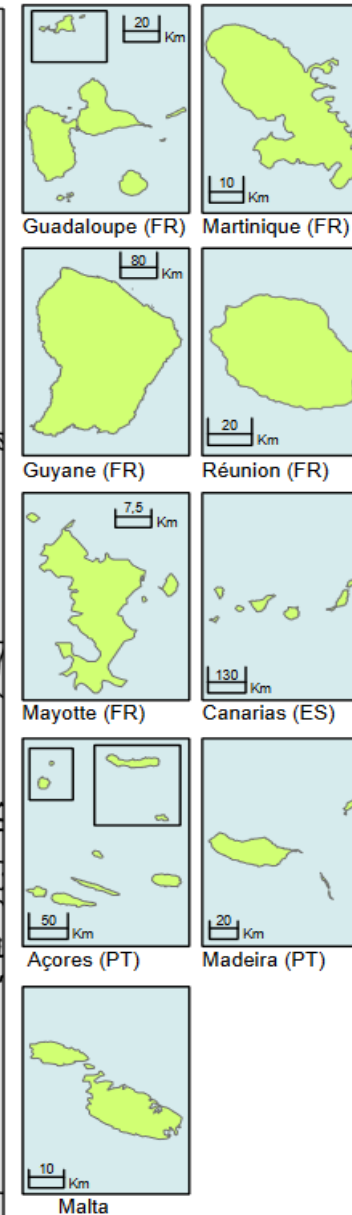 20
Km
Guadaloupe (FR)
10
Km
Martinique (FR)
80
Km
Guyane (FR)
20
Km
Réunion (FR)
7,5
Km
Mayotte (FR)
130
Km
Canarias (ES)
50
Km
Açores (PT)
20
Km
Madeira (PT)
10
Km
Malta